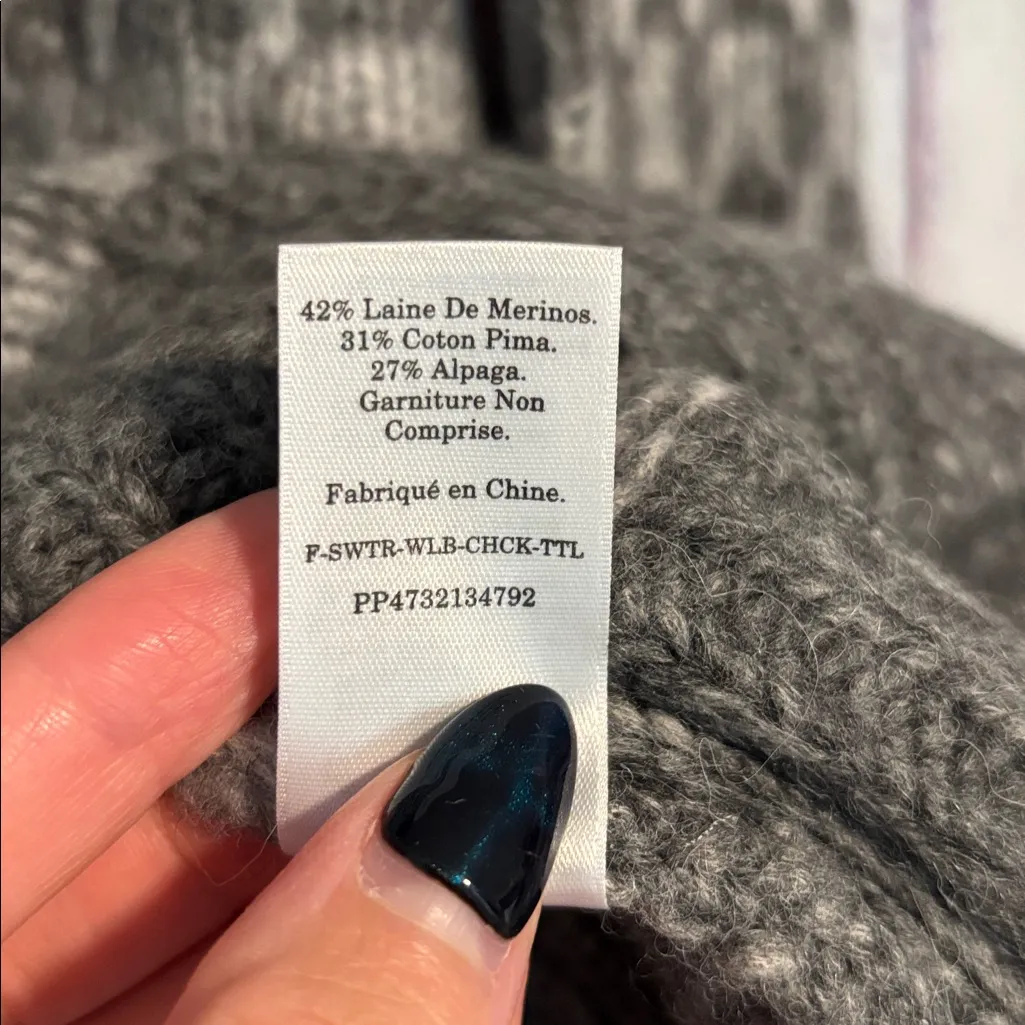 42% Laine De Merinos.
31% Coton Pima.
27% Alpaga.
Garniture Non
Comprise.
Fabriqué en Chine.
F-SWTR-WLB-CHCK-TTL
PP4732134792